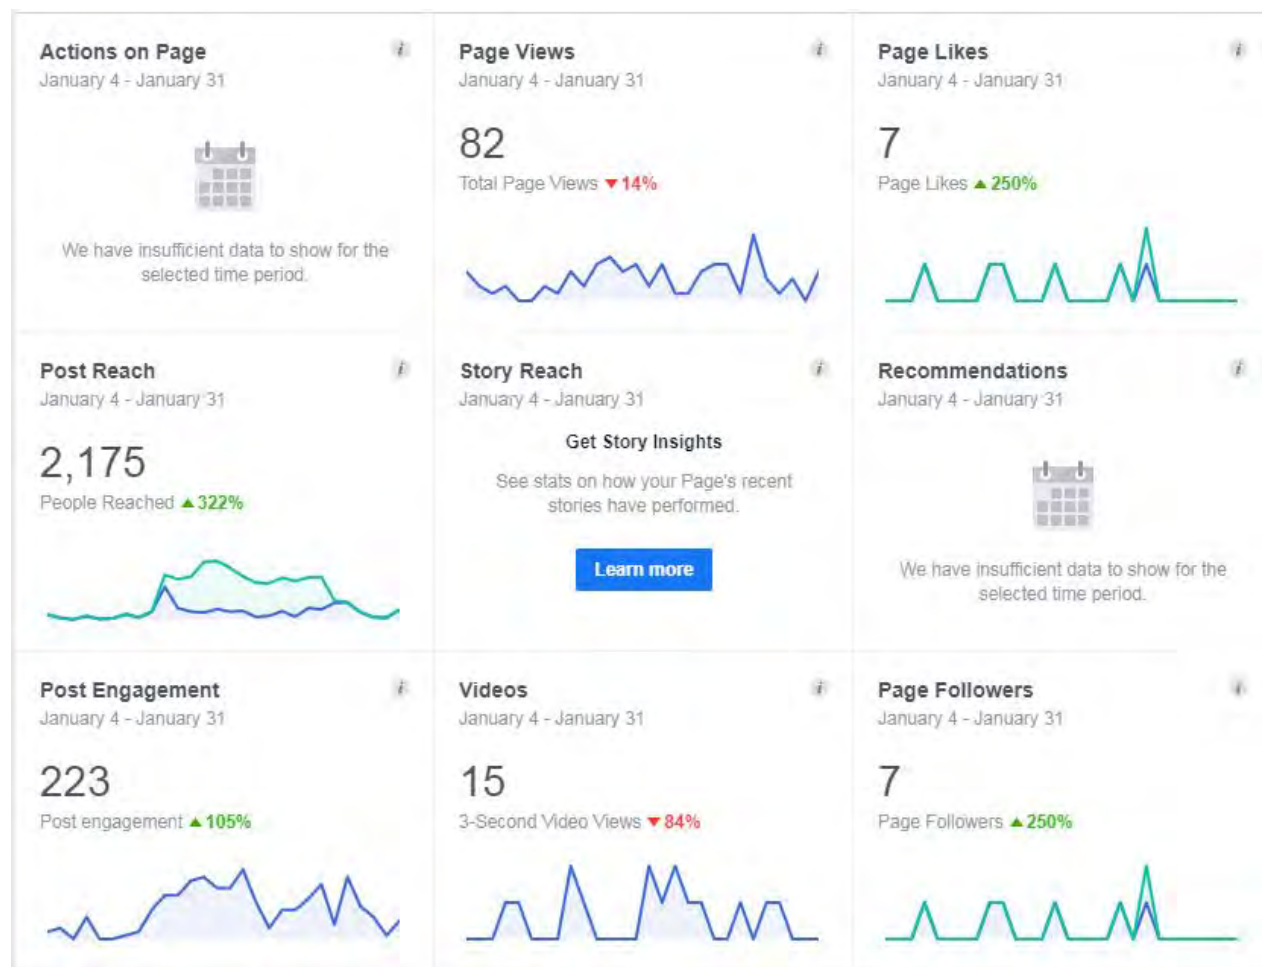 Actions on Page
January 4 - January 31
We have insufficient data to show for the
selected time period.
Page Views
January 4 - January 31
82
Total Page Views ▼14%
Page Likes
January 4 - January 31
7
Page Likes ▲250%
Post Reach
January 4 - January 31
2,175
People Reached ▲322%
Story Reach
January 4 - January 31
Get Story Insights
See stats on how your Page's recent
stories have performed.
Learn more
Recommendations
January 4 - January 31
We have insufficient data to show for the
selected time period.
Post Engagement
January 4 - January 31
223
Post engagement ▲105%
Videos
January 4 - January 31
15
3-Second Video Views ▼84%
Page Followers
January 4 - January 31
7
Page Followers ▲250%